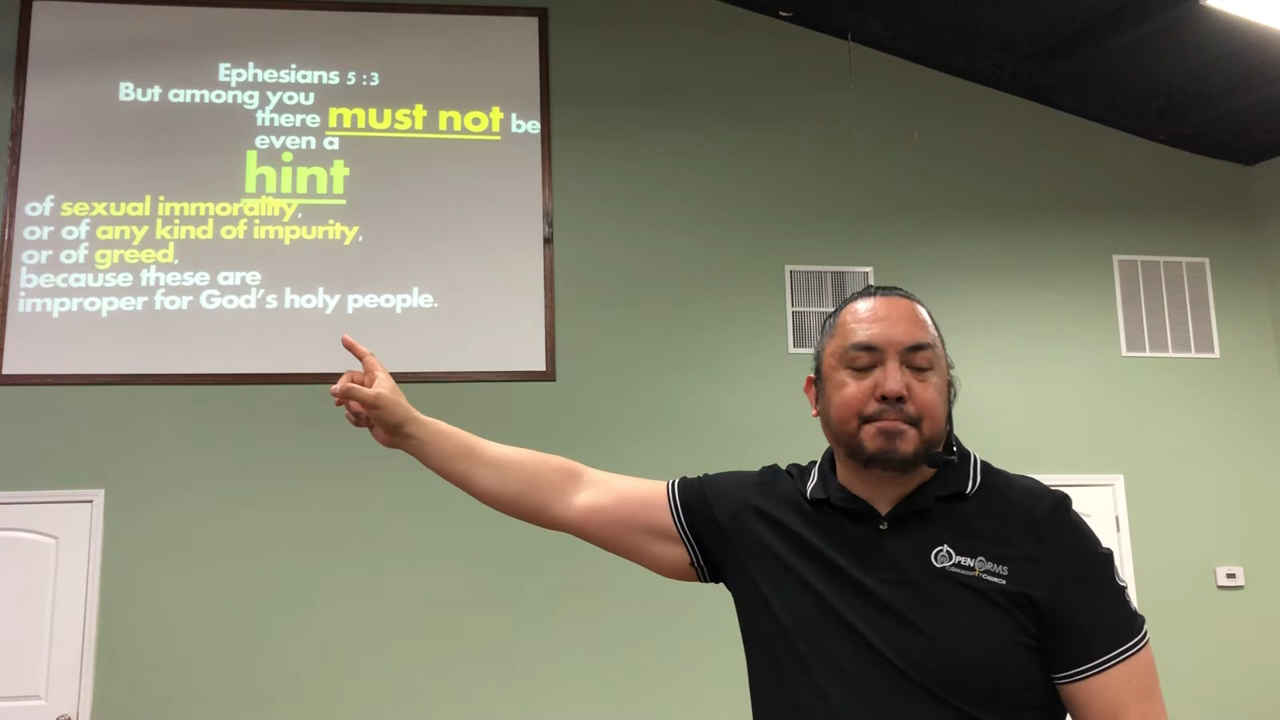 Ephesians 5:3
But among you
there must not be
even a
hint
of sexual immorality,
or of any kind of impurity,
or of greed,
because these are
improper for God's holy people.
OPEN ARMS
COMMUNITY CHURCH